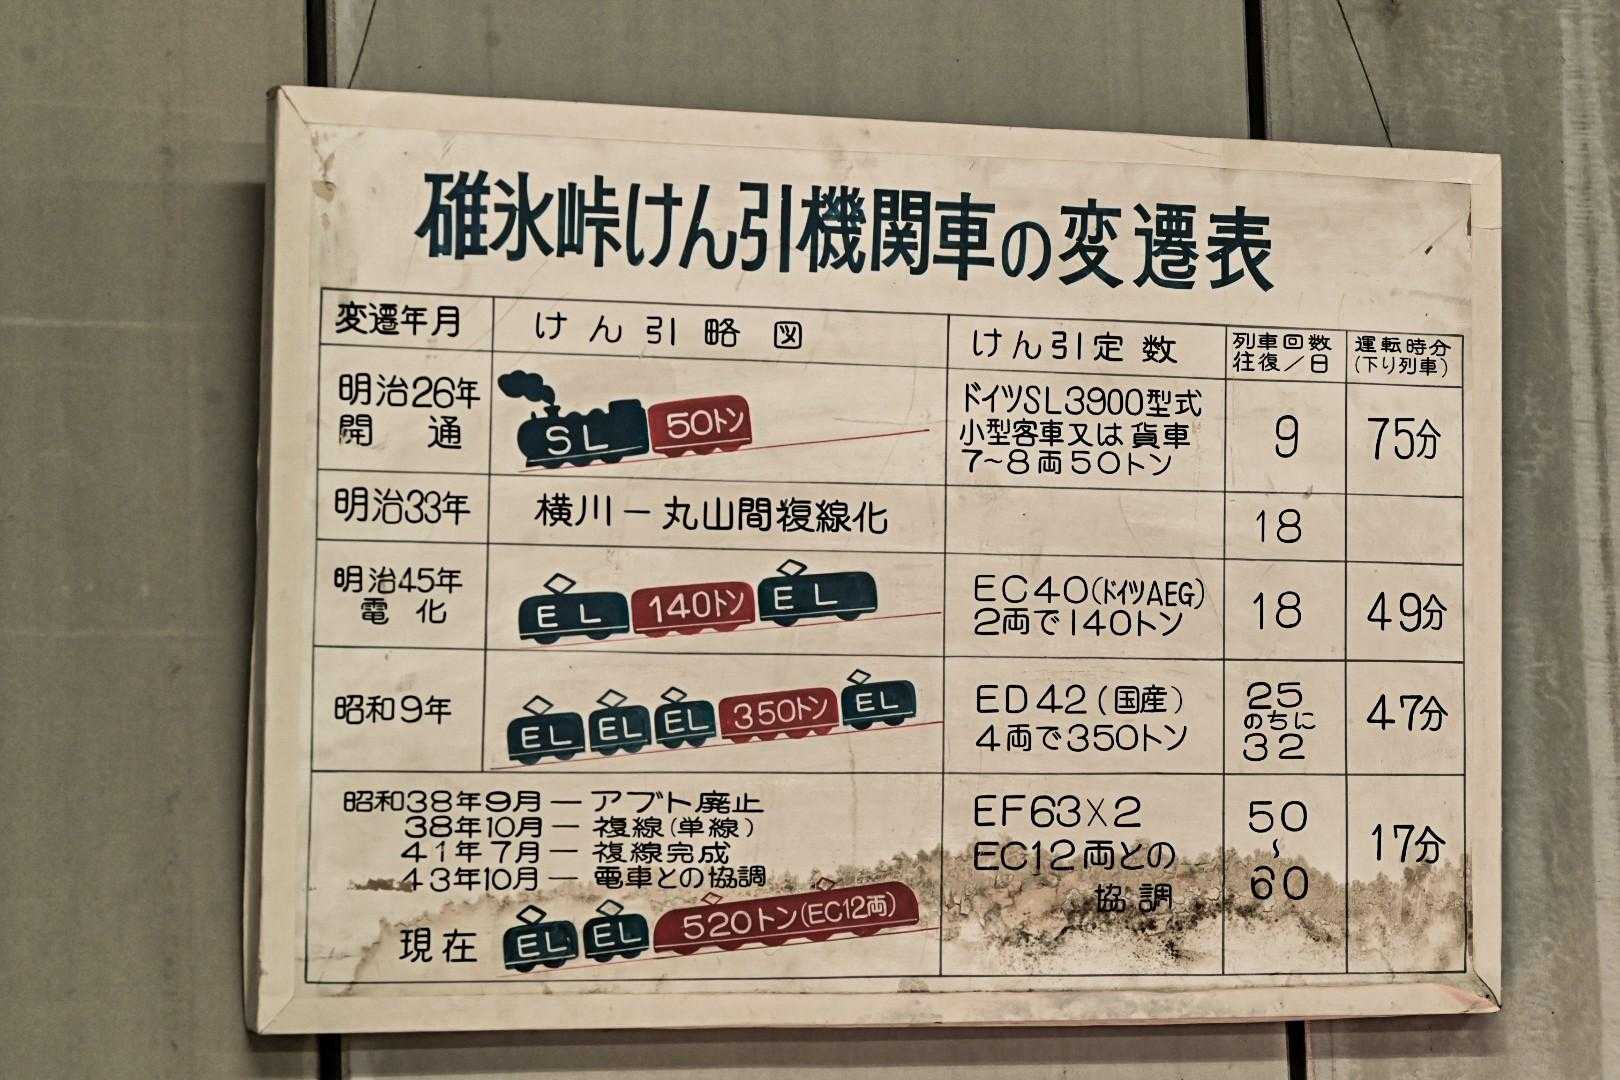 碓氷峠けん引機関車の変遷表
変遷年月 けん引略図 けん引定数 列車回数 往復/日 運転時分 (下り列車)
明治26年
開通
SL 50トン
ドイツSL3900型式
小型客車又は貨車
7~8両50トン
9
75分
明治33年
横川ー丸山間複線化
18
明治45年
電化
EL 140トン EL
EC40(ドイツAEG)
2両で140トン
18
49分
昭和9年
EL EL EL 350トン EL
ED42(国産)
4両で350トン
25
のちに
32
47分
昭和38年9月ーアプト廃止
38年10月ー複線(単線)
41年7月ー複線完成
43年10月ー電車との協調
現在
EL EL 520トン(EC12両)
EF63×2
EC12両との
協調
50
~
60
17分